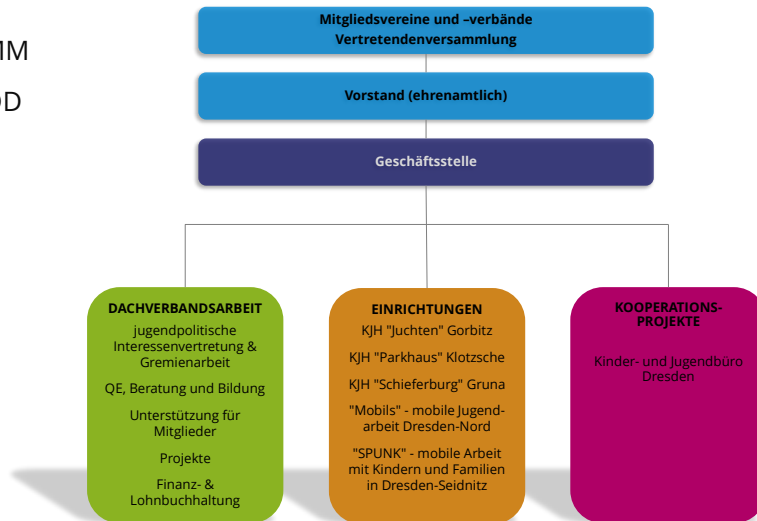 Mitgliedsvereine und –verbände
Vertretendenversammlung
Vorstand (ehrenamtlich)
Geschäftsstelle
DACHVERBANDSARBEIT
jugendpolitische
Interessenvertretung &
Gremienarbeit
QE, Beratung und Bildung
Unterstützung für
Mitglieder
Projekte
Finanz- &
Lohnbuchhaltung
EINRICHTUNGEN
KJH "Juchten" Gorbitz
KJH "Parkhaus" Klotzsche
KJH "Schieferburg" Gruna
"Mobils" - mobile Jugend-
arbeit Dresden-Nord
"SPUNK" - mobile Arbeit
mit Kindern und Familien
in Dresden-Seidnitz
KOOPERATIONS-
PROJEKTE
Kinder- und Jugendbüro
Dresden